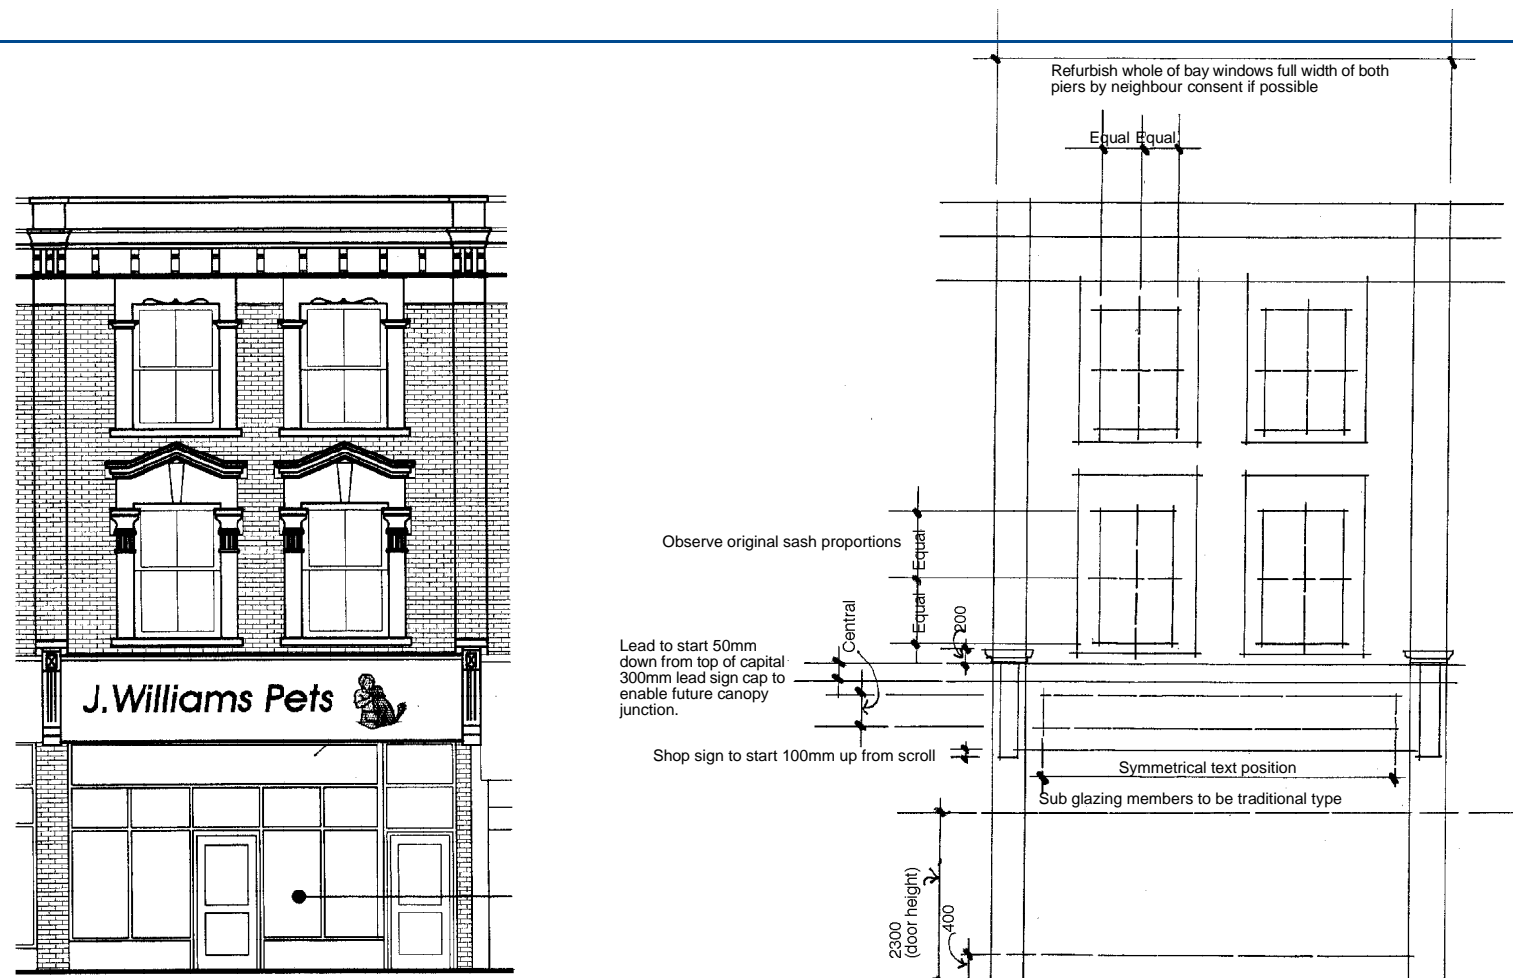 Refurbish whole of bay windows full width of both
piers by neighbour consent if possible
Equal Equal
J. Williams Pets
Observe original sash proportions
Equal
Equal
Central
200
Lead to start 50mm
down from top of capital
300mm lead sign cap to
enable future canopy
junction.
Shop sign to start 100mm up from scroll
Symmetrical text position
Sub glazing members to be traditional type
2300
(door height)
400